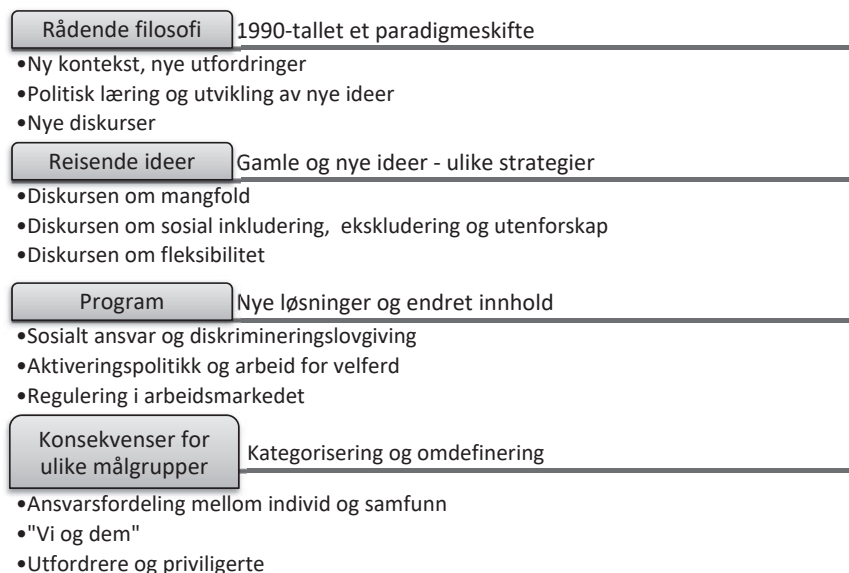 Rådende filosofi 1990-tallet et paradigmeskifte
•Ny kontekst, nye utfordringer
•Politisk læring og utvikling av nye ideer
•Nye diskurser
Reisende ideer Gamle og nye ideer - ulike strategier
•Diskursen om mangfold
•Diskursen om sosial inkludering, ekskludering og utenforskap
•Diskursen om fleksibilitet
Program Nye løsninger og endret innhold
•Sosialt ansvar og diskrimineringslovgiving
•Aktiveringspolitikk og arbeid for velferd
•Regulering i arbeidsmarkedet
Konsekvenser for
ulike målgrupper
Kategorisering og omdefinering
•Ansvarsfordeling mellom individ og samfunn
•"Vi og dem"
•Utfordrere og priviligerte